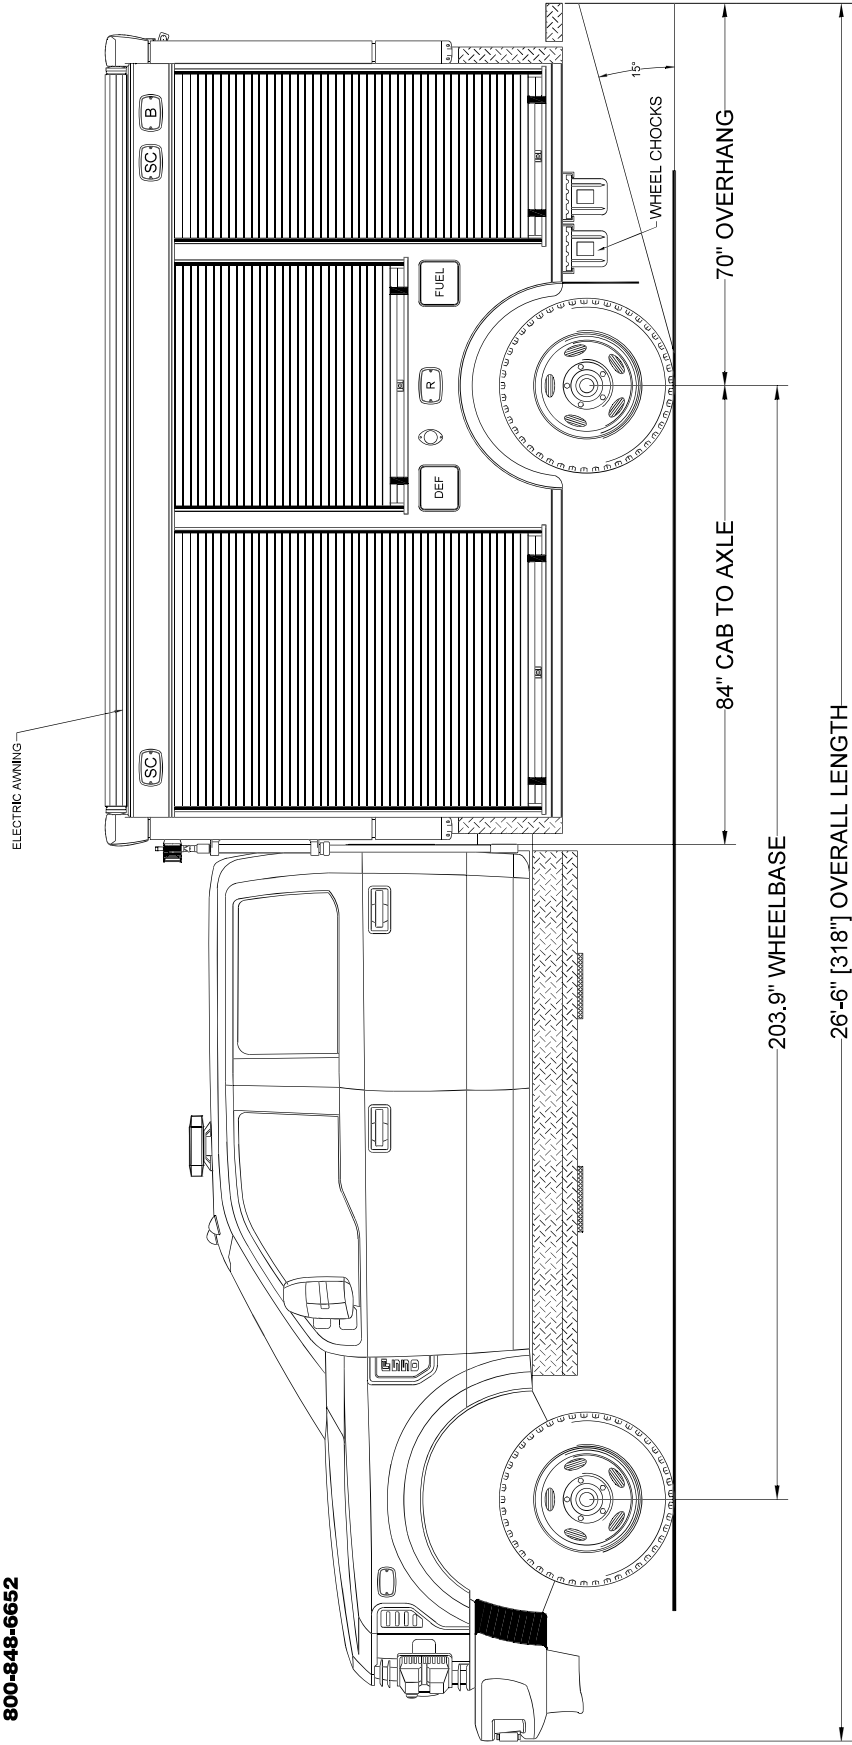 800-848-6652
ELECTRIC AWNING
SC
SC
B
DEF
R
FUEL
F-550
WHEEL CHOCKS
15°
84" CAB TO AXLE
70" OVERHANG
203.9" WHEELBASE
26'-6" [318"] OVERALL LENGTH